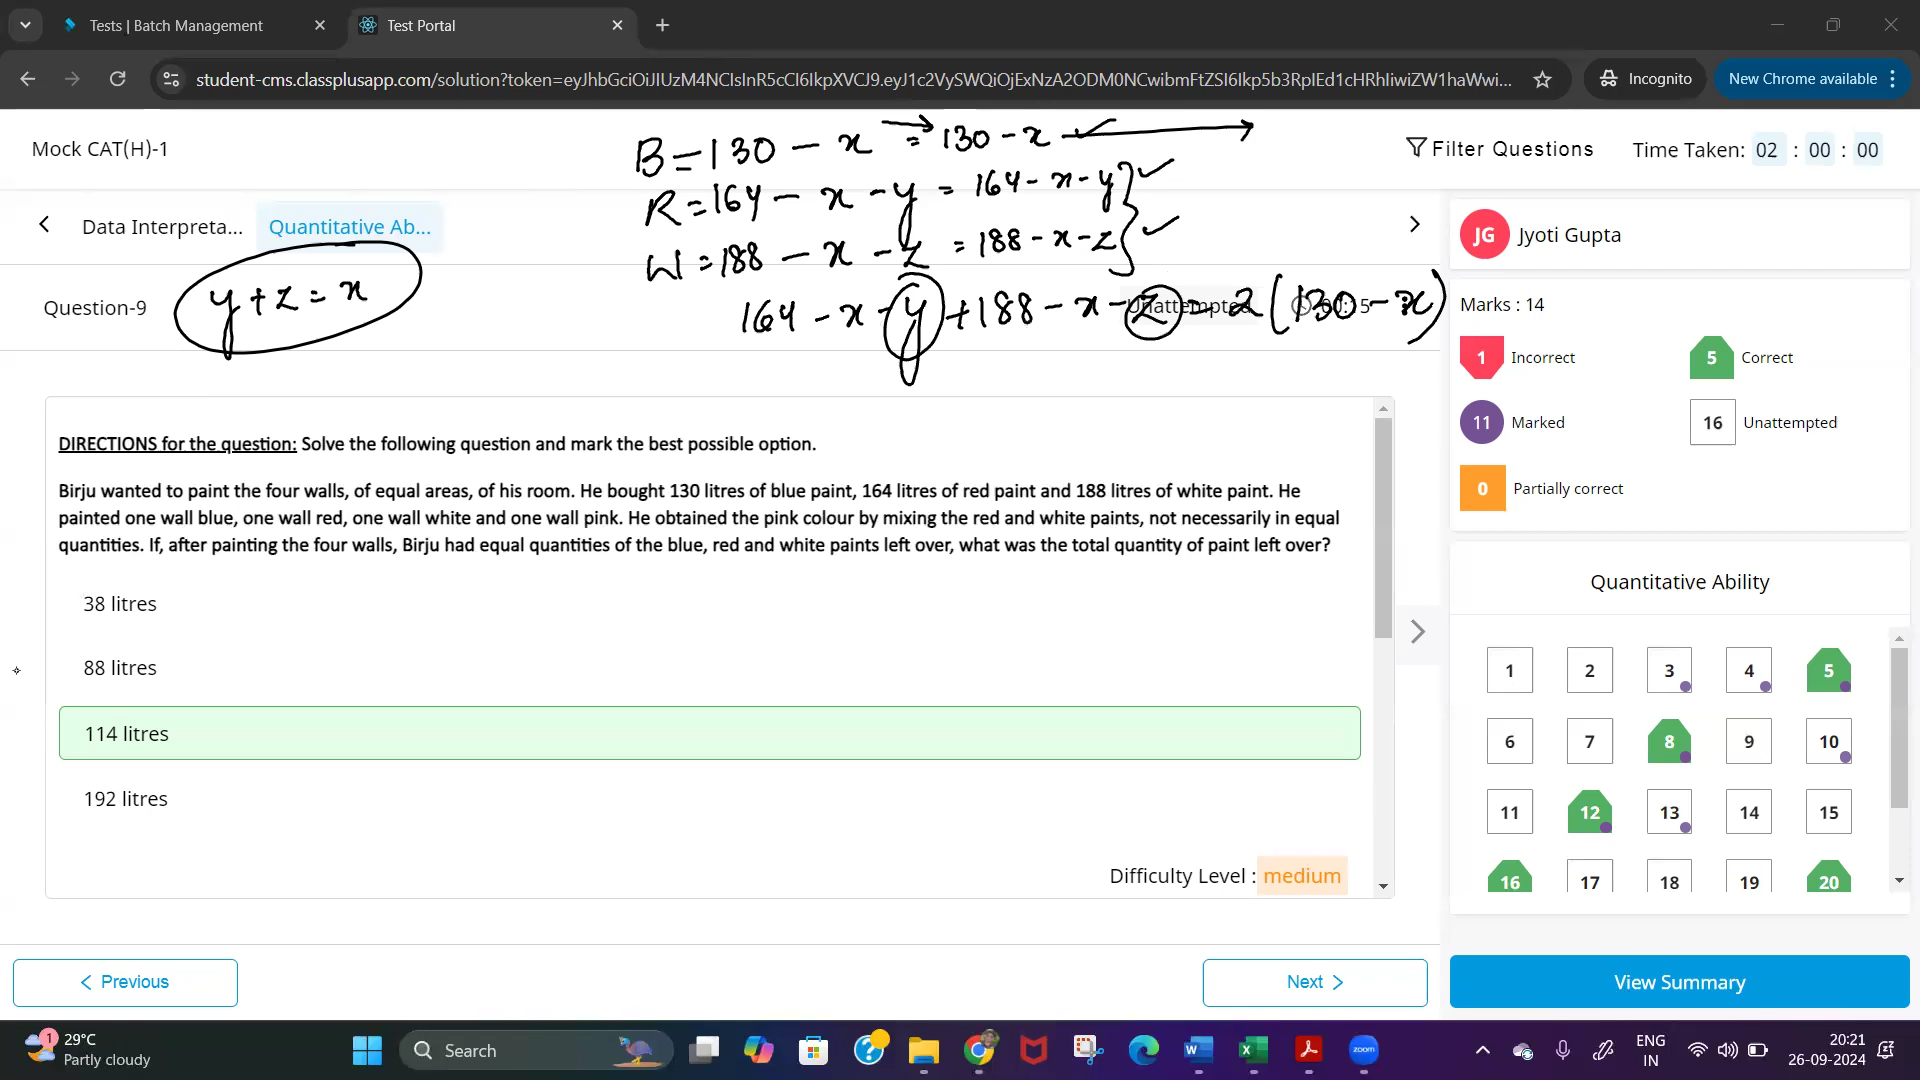 Tests | Batch Management
Test Portal
student-cms.classplusapp.com/solution?token=eyJhbGciOiJIUzM4NCIsInR5cCI6IkpXVCJ9.eyJ1c2VySWQiOjExNzA2ODM0NCwibmFtZSI6Ikp5b3RpIEd1cHRhIiwiZW1haWwi...
Incognito
New Chrome available
Mock CAT(H)-1
B = 130 - x = 130 - x
Filter Questions
Time Taken: 02 : 00 : 00
R = 164 - x - y = 164 - x - y
Data Interpreta...
Quantitative Ab...
W = 188 - x - z = 188 - x - z
JG
Jyoti Gupta
y + z = x
Question-9
164 - x - y + 188 - x - z = 2 (130 - x)
Unattempted
Marks : 14
1 Incorrect
5 Correct
11 Marked
16 Unattempted
0 Partially correct
DIRECTIONS for the question: Solve the following question and mark the best possible option.
Birju wanted to paint the four walls, of equal areas, of his room. He bought 130 litres of blue paint, 164 litres of red paint and 188 litres of white paint. He
painted one wall blue, one wall red, one wall white and one wall pink. He obtained the pink colour by mixing the red and white paints, not necessarily in equal
quantities. If, after painting the four walls, Birju had equal quantities of the blue, red and white paints left over, what was the total quantity of paint left over?
38 litres
88 litres
114 litres
192 litres
Difficulty Level : medium
Quantitative Ability
1 2 3 4 5
6 7 8 9 10
11 12 13 14 15
16 17 18 19 20
Previous
Next
View Summary
1
29°C
Partly cloudy
Search
zoom
ENG
IN
20:21
26-09-2024